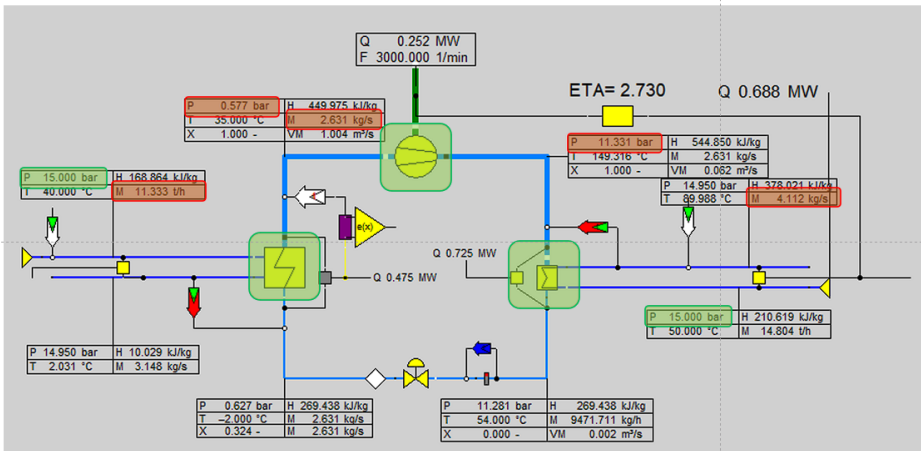 Q 0.252 MW
F 3000.000 1/min
ETA= 2.730
Q 0.688 MW
P 0.577 bar H 449.975 kJ/kg
T 35.000 °C M 2.631 kg/s
X 1.000 - VM 1.004 m³/s
P 11.331 bar H 544.850 kJ/kg
T 149.316 °C M 2.631 kg/s
X 1.000 - VM 0.062 m³/s
P 15.000 bar H 168.864 kJ/kg
T 40.000 °C M 11.333 t/h
P 14.950 bar H 378.021 kJ/kg
T 89.988 °C M 4.112 kg/s
e(x)
Q 0.725 MW
Q 0.475 MW
P 15.000 bar H 210.619 kJ/kg
T 50.000 °C M 14.804 t/h
P 14.950 bar H 10.029 kJ/kg
T 2.031 °C M 3.148 kg/s
P 0.627 bar H 269.438 kJ/kg
T -2.000 °C M 2.631 kg/s
X 0.324 - M 2.631 kg/s
P 11.281 bar H 269.438 kJ/kg
T 54.000 °C M 9471.711 kg/h
X 0.000 - VM 0.002 m³/s